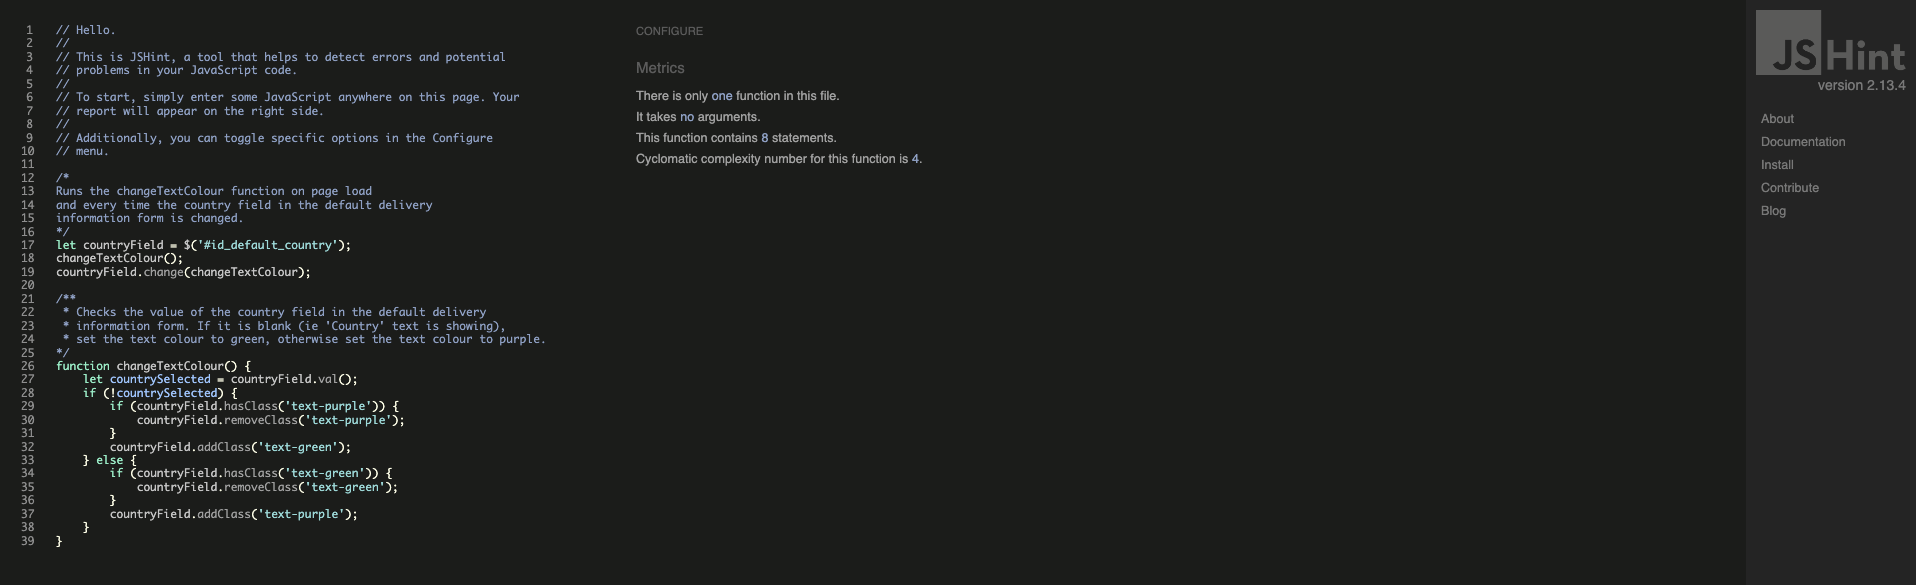 1 // Hello.
2 //
3 // This is JSHint, a tool that helps to detect errors and potential
4 // problems in your JavaScript code.
5 //
6 // To start, simply enter some JavaScript anywhere on this page. Your
7 // report will appear on the right side.
8 //
9 // Additionally, you can toggle specific options in the Configure
10 // menu.
11
12 /*
13 Runs the changeTextColour function on page load
14 and every time the country field in the default delivery
15 information form is changed.
16 */
17 let countryField = $('#id_default_country');
18 changeTextColour();
19 countryField.change(changeTextColour);
20
21 /**
22  * Checks the value of the country field in the default delivery
23  * information form. If it is blank (ie 'Country' text is showing),
24  * set the text colour to green, otherwise set the text colour to purple.
25 */
26 function changeTextColour() {
27     let countrySelected = countryField.val();
28     if (!countrySelected) {
29         if (countryField.hasClass('text-purple')) {
30             countryField.removeClass('text-purple');
31         }
32         countryField.addClass('text-green');
33     } else {
34         if (countryField.hasClass('text-green')) {
35             countryField.removeClass('text-green');
36         }
37         countryField.addClass('text-purple');
38     }
39 }
CONFIGURE
Metrics
There is only one function in this file.
It takes no arguments.
This function contains 8 statements.
Cyclomatic complexity number for this function is 4.
JSHint
version 2.13.4
About
Documentation
Install
Contribute
Blog